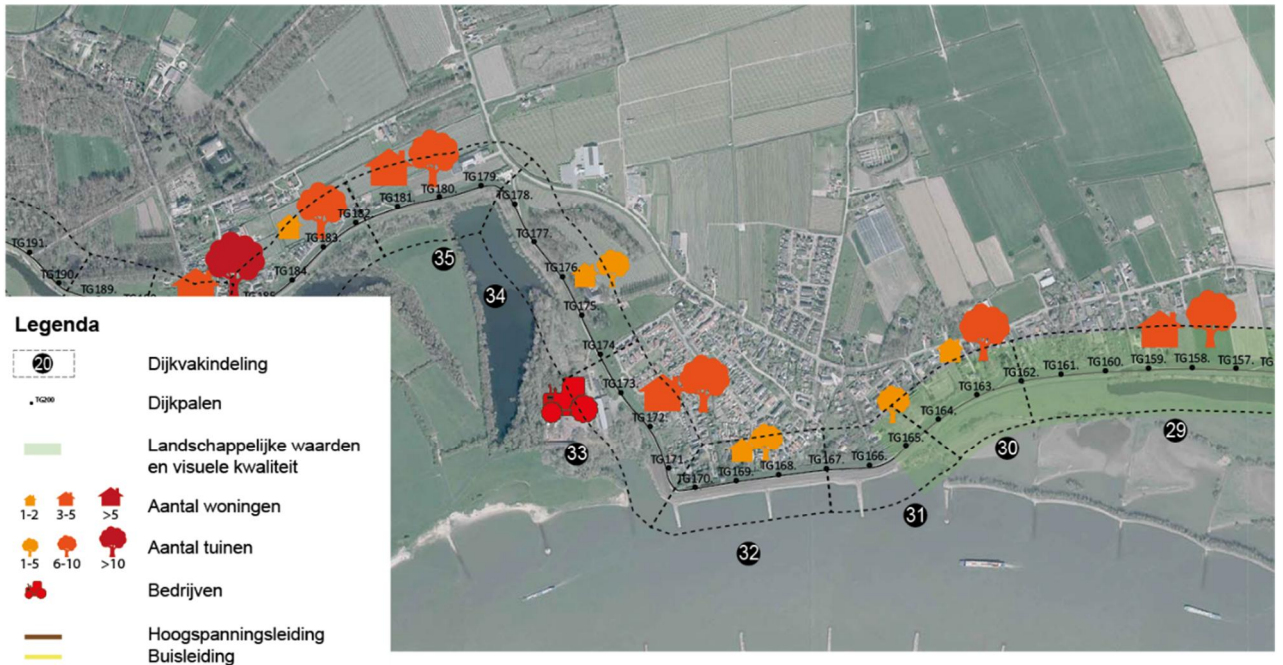 TG191.
TG190.
TG189.
TG184.
TG183.
TG182.
TG181.
TG180.
TG179.
TG178.
TG177.
TG176.
TG175.
TG174.
TG173.
TG172.
TG171.
TG170.
TG169.
TG168.
TG167.
TG166.
TG165.
TG164.
TG163.
TG162.
TG161.
TG160.
TG159.
TG158.
TG157.
TG
35
34
33
32
31
30
29
Legenda
20 Dijkvakindeling
TG200 Dijkpalen
Landschappelijke waarden
en visuele kwaliteit
1-2 3-5 >5 Aantal woningen
1-5 6-10 >10 Aantal tuinen
Bedrijven
Hoogspanningsleiding
Buisleiding